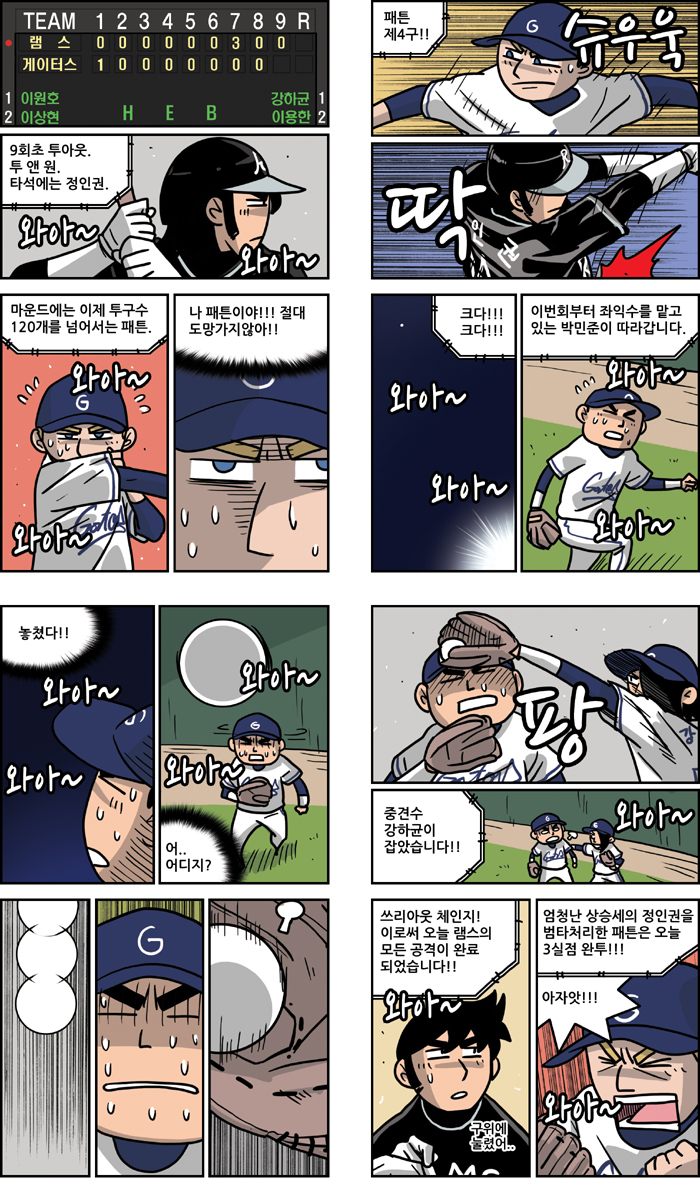 TEAM 1 2 3 4 5 6 7 8 9 R
램 스 0 0 0 0 0 0 3 0 0
게이터스 1 0 0 0 0 0 0 0
1 이원호 강하균 1
2 이상현 H E B 이용한 2
9회초 투아웃.
투 앤 원.
타석에는 정인권.
와아~
와아~
마운드에는 이제 투구수
120개를 넘어서는 패튼.
와아~
G
와아~
나 패튼이야!!! 절대
도망가지않아!!
패튼
제4구!!
G
슈우욱
R
딱
인권
크다!!!
크다!!!
와아~
와아~
이번회부터 좌익수를 맡고
있는 박민준이 따라갑니다.
와아~
와아~
놓쳤다!!
와아~
와아~
와아~
G
와아~
어..
어디지?
G
팡
강
중견수
강하균이
잡았습니다!!
와아~
G
쓰리아웃 체인지!
이로써 오늘 램스의
모든 공격이 완료
되었습니다!!
와아~
구위에
눌렸어..
엄청난 상승세의 정인권을
범타처리한 패튼은 오늘
3실점 완투!!!
아자앗!!!
와아~